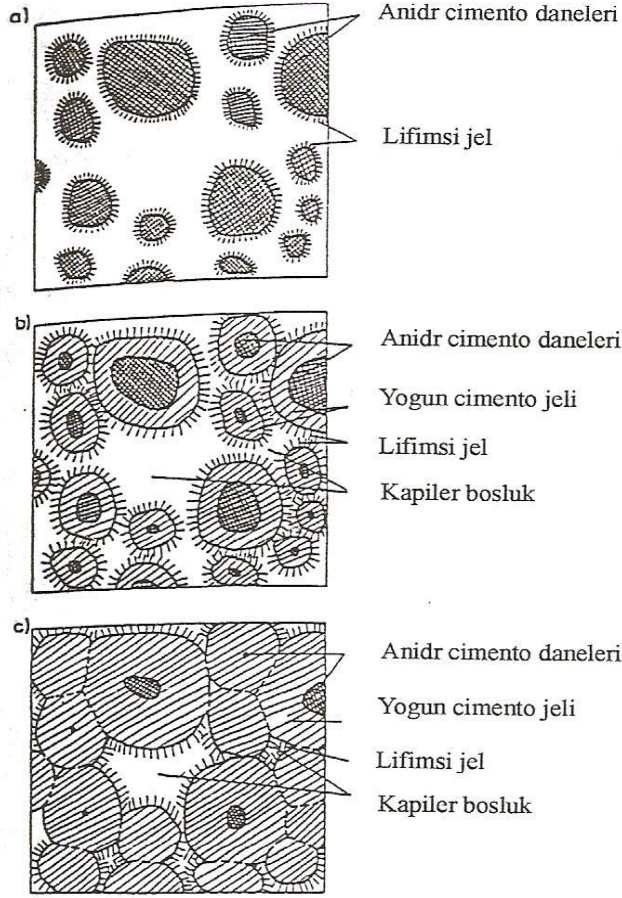 a)
Anidr cimento daneleri
Lifimsi jel
b)
Anidr cimento daneleri
Yogun cimento jeli
Lifimsi jel
Kapiler bosluk
c)
Anidr cimento daneleri
Yogun cimento jeli
Lifimsi jel
Kapiler bosluk